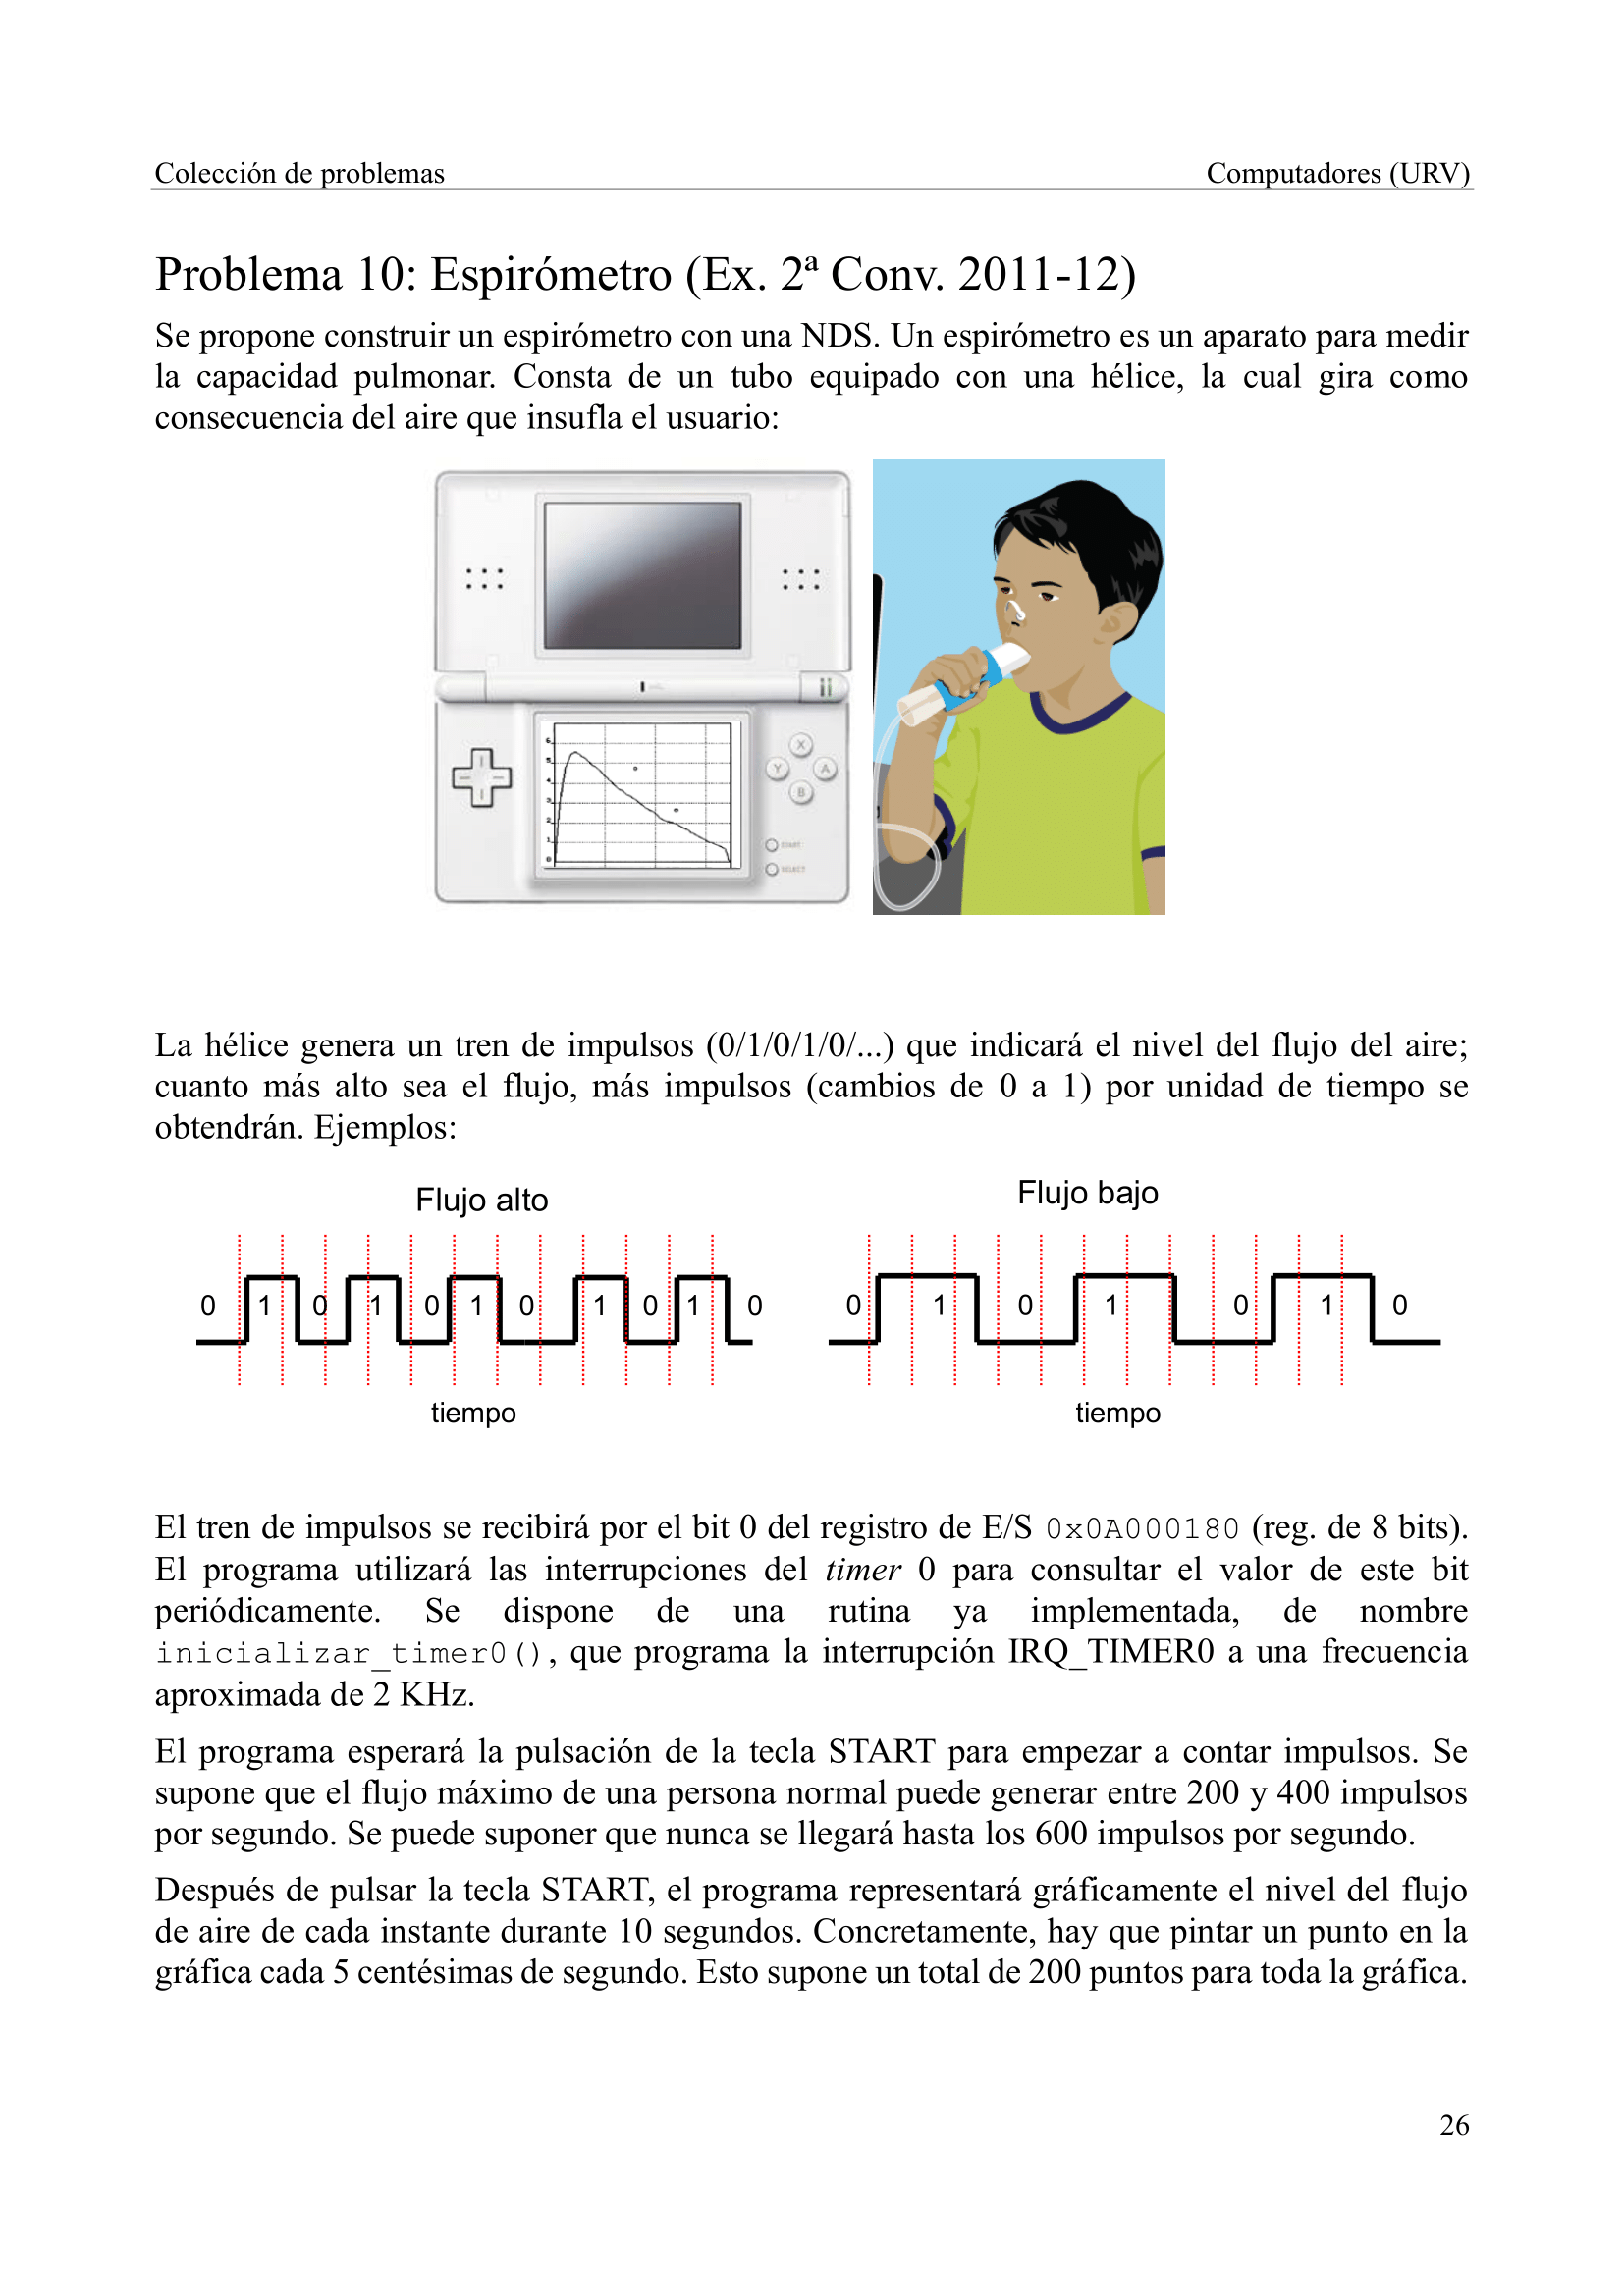 Colección de problemas Computadores (URV)
Problema 10: Espirómetro (Ex. 2ª Conv. 2011-12)
Se propone construir un espirómetro con una NDS. Un espirómetro es un aparato para medir
la capacidad pulmonar. Consta de un tubo equipado con una hélice, la cual gira como
consecuencia del aire que insufla el usuario:
6
5
4
3
2
1
0
X
Y A
B
START
SELECT
La hélice genera un tren de impulsos (0/1/0/1/0/...) que indicará el nivel del flujo del aire;
cuanto más alto sea el flujo, más impulsos (cambios de 0 a 1) por unidad de tiempo se
obtendrán. Ejemplos:
Flujo alto Flujo bajo
0 1 0 1 0 1 0 1 0 1 0 0 1 0 1 0 1 0
tiempo tiempo
El tren de impulsos se recibirá por el bit 0 del registro de E/S 0x0A000180 (reg. de 8 bits).
El programa utilizará las interrupciones del timer 0 para consultar el valor de este bit
periódicamente. Se dispone de una rutina ya implementada, de nombre
inicializar_timer0(), que programa la interrupción IRQ_TIMER0 a una frecuencia
aproximada de 2 KHz.
El programa esperará la pulsación de la tecla START para empezar a contar impulsos. Se
supone que el flujo máximo de una persona normal puede generar entre 200 y 400 impulsos
por segundo. Se puede suponer que nunca se llegará hasta los 600 impulsos por segundo.
Después de pulsar la tecla START, el programa representará gráficamente el nivel del flujo
de aire de cada instante durante 10 segundos. Concretamente, hay que pintar un punto en la
gráfica cada 5 centésimas de segundo. Esto supone un total de 200 puntos para toda la gráfica.
26